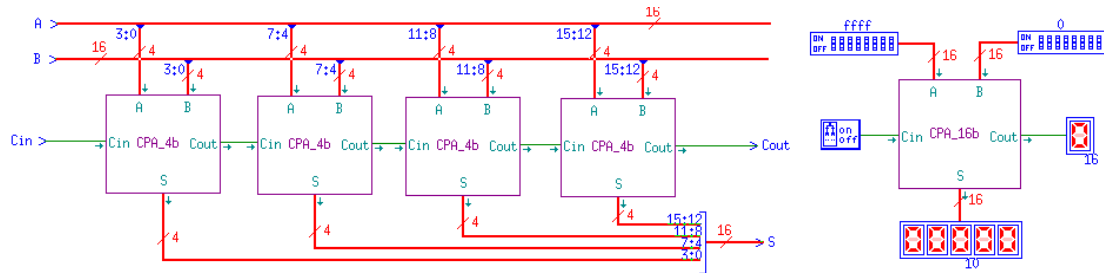 A 16 ffff 0
3:0 7:4 11:8 15:12 ON OFF ON OFF
4 4 4 4
B 16 16 16
3:0 4 7:4 4 11:8 4 15:12 4
A B A B A B A B A B
Cin Cin CPA_4b Cout Cin CPA_4b Cout Cin CPA_4b Cout Cin CPA_4b Cout Cout on off Cin CPA_16b Cout
16
S S S S S
16
15:12
4 4 4 4 11:8 16
7:4 S
3:0
10